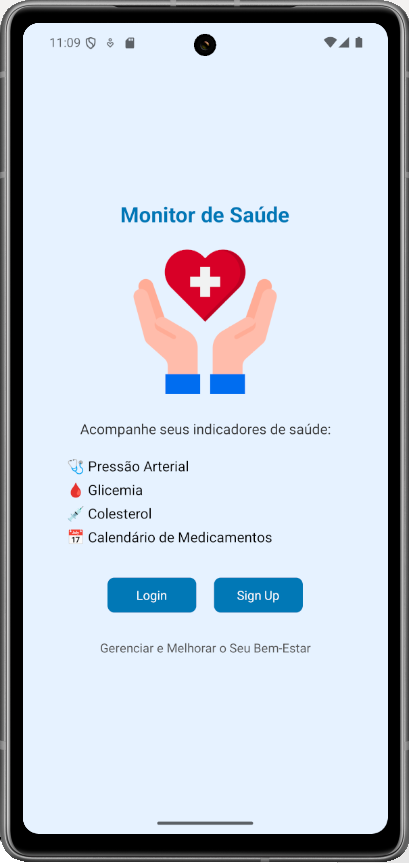 11:09
Monitor de Saúde
Acompanhe seus indicadores de saúde:
Pressão Arterial
Glicemia
Colesterol
17 Calendário de Medicamentos
Login Sign Up
Gerenciar e Melhorar o Seu Bem-Estar